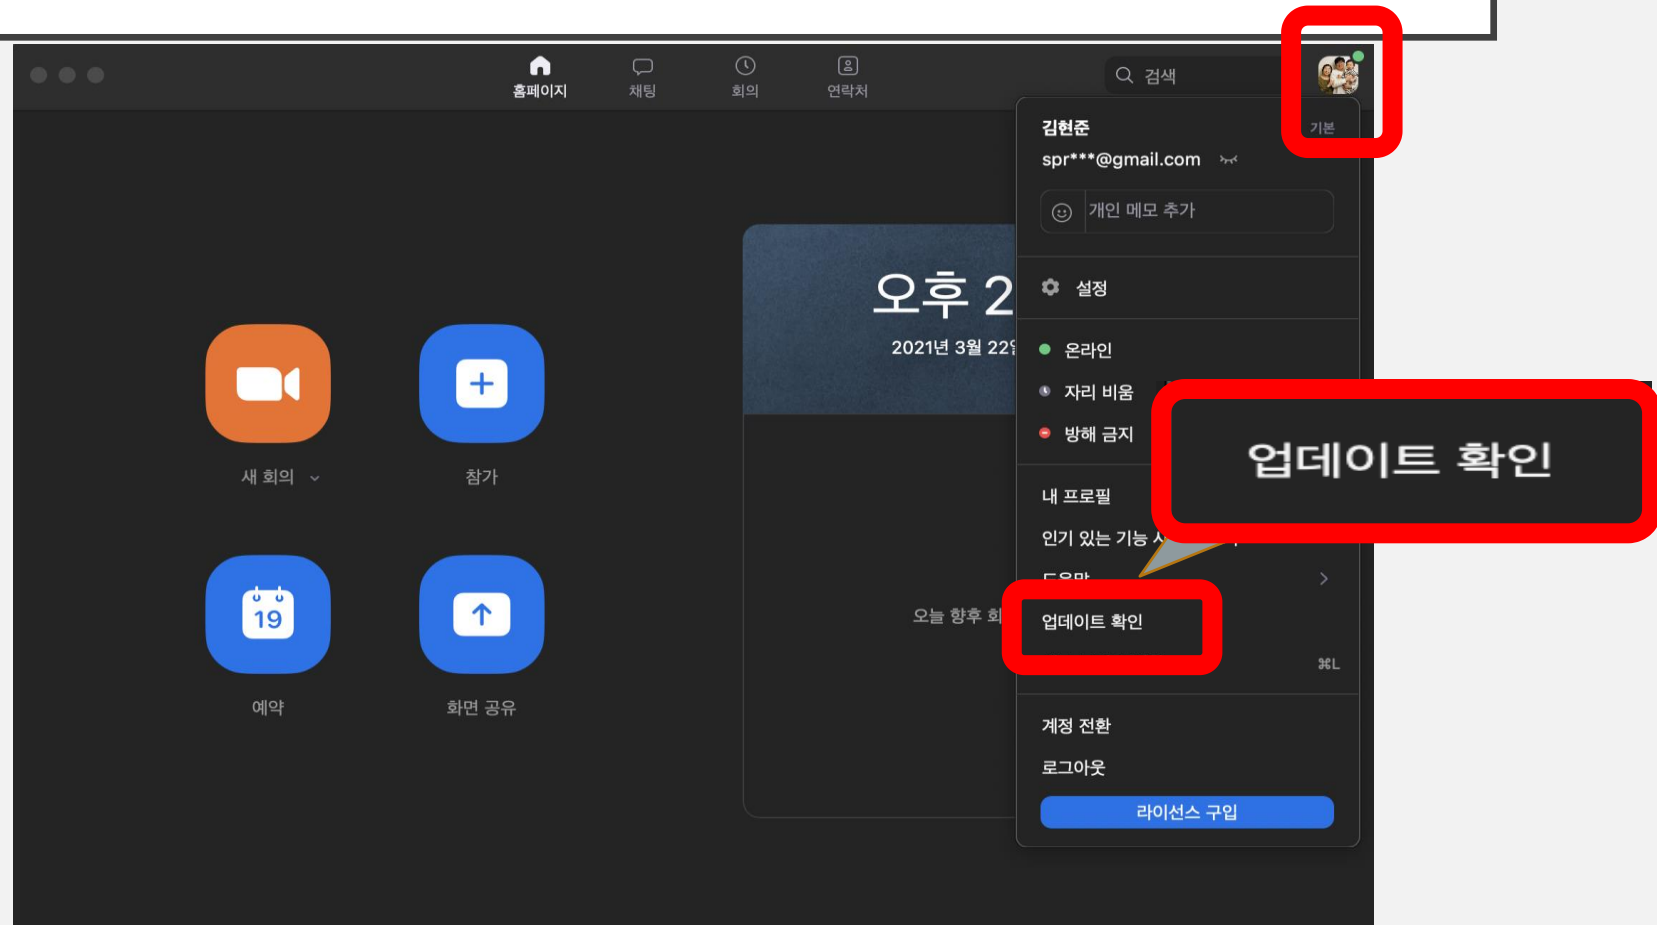 홈페이지
채팅
회의
연락처
검색
김현준
기본
spr***@gmail.com
개인 메모 추가
설정
온라인
자리 비움
방해 금지
내 프로필
인기 있는 기능
업데이트 확인
⌘L
계정 전환
로그아웃
라이선스 구입
업데이트 확인
오후 2
2021년 3월 22
오늘 향후
새 회의
참가
19
예약
화면 공유